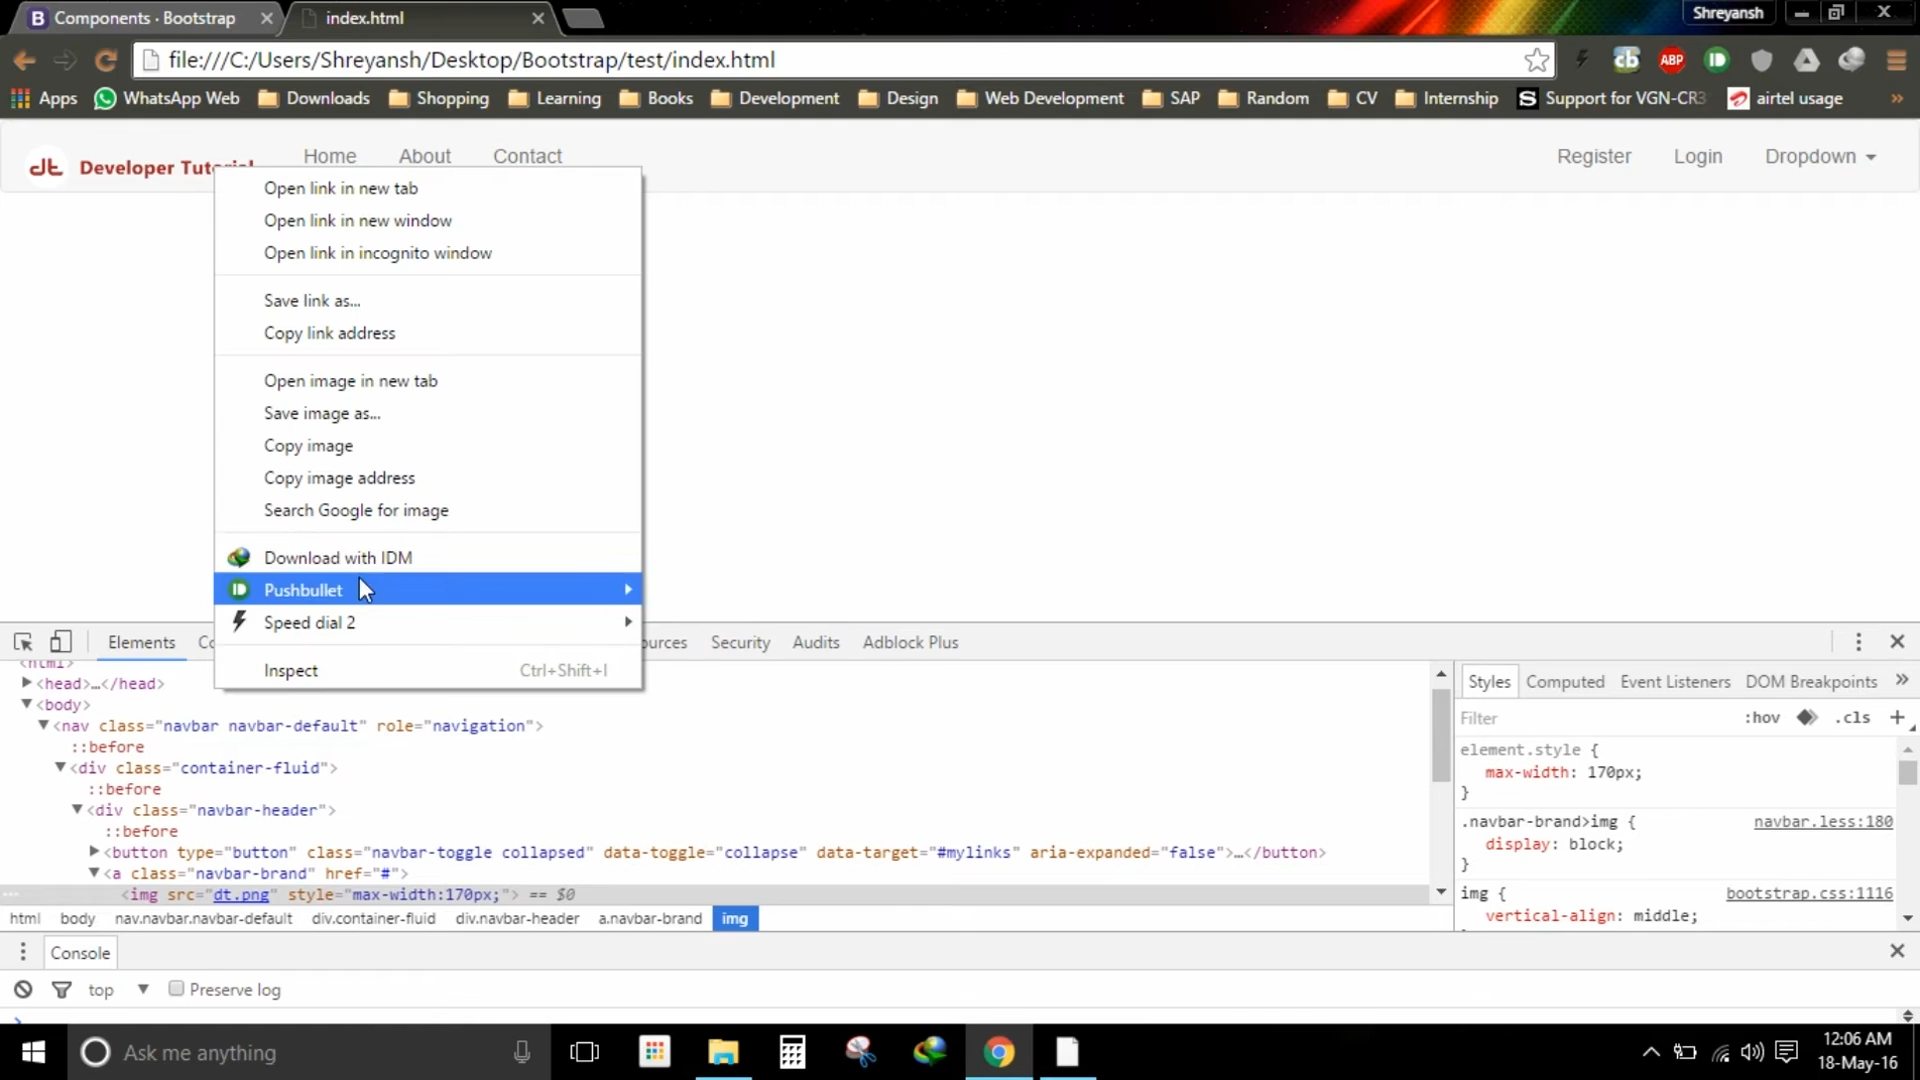 Components · Bootstrap
index.html
Shreyansh
file:///C:/Users/Shreyansh/Desktop/Bootstrap/test/index.html
ABP
Apps
WhatsApp Web
Downloads
Shopping
Learning
Books
Development
Design
Web Development
SAP
Random
CV
Internship
Support for VGN-CR3
airtel usage
dt Developer Tutorial
Home
About
Contact
Register
Login
Dropdown
Open link in new tab
Open link in new window
Open link in incognito window
Save link as...
Copy link address
Open image in new tab
Save image as...
Copy image
Copy image address
Search Google for image
Download with IDM
Pushbullet
Speed dial 2
Inspect Ctrl+Shift+I
Elements
Security
Audits
Adblock Plus
<html>
<head>…</head>
<body>
<nav class="navbar navbar-default" role="navigation">
::before
<div class="container-fluid">
::before
<div class="navbar-header">
::before
<button type="button" class="navbar-toggle collapsed" data-toggle="collapse" data-target="#mylinks" aria-expanded="false">…</button>
<a class="navbar-brand" href="#">
<img src="dt.png" style="max-width:170px;"> == $0
html body nav.navbar.navbar-default div.container-fluid div.navbar-header a.navbar-brand img
Styles
Computed
Event Listeners
DOM Breakpoints
»
Filter
:hov
.cls
+
element.style {
max-width: 170px;
}
.navbar-brand>img { navbar.less:180
display: block;
}
img { bootstrap.css:1116
vertical-align: middle;
Console
top
Preserve log
Ask me anything
12:06 AM
18-May-16